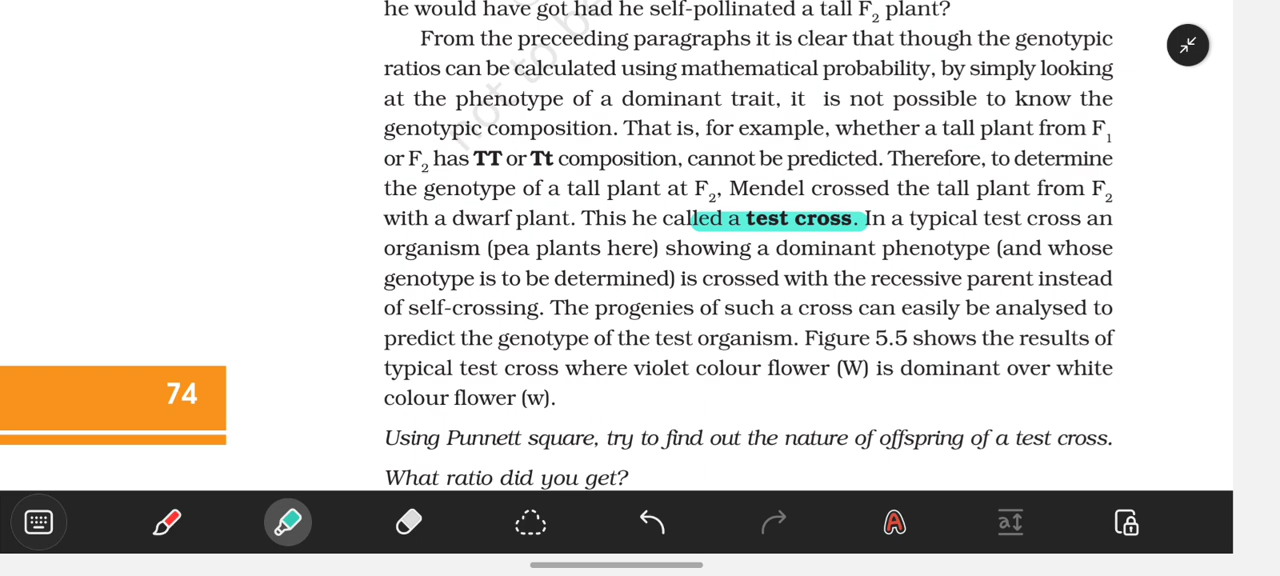 he would have got had he self-pollinated a tall F₂ plant?
From the preceeding paragraphs it is clear that though the genotypic
ratios can be calculated using mathematical probability, by simply looking
at the phenotype of a dominant trait, it is not possible to know the
genotypic composition. That is, for example, whether a tall plant from F₁
or F₂ has TT or Tt composition, cannot be predicted. Therefore, to determine
the genotype of a tall plant at F₂, Mendel crossed the tall plant from F₂
with a dwarf plant. This he called a test cross. In a typical test cross an
organism (pea plants here) showing a dominant phenotype (and whose
genotype is to be determined) is crossed with the recessive parent instead
of self-crossing. The progenies of such a cross can easily be analysed to
predict the genotype of the test organism. Figure 5.5 shows the results of
typical test cross where violet colour flower (W) is dominant over white
colour flower (w).
74
Using Punnett square, try to find out the nature of offspring of a test cross.
What ratio did you get?
not to b
A
a